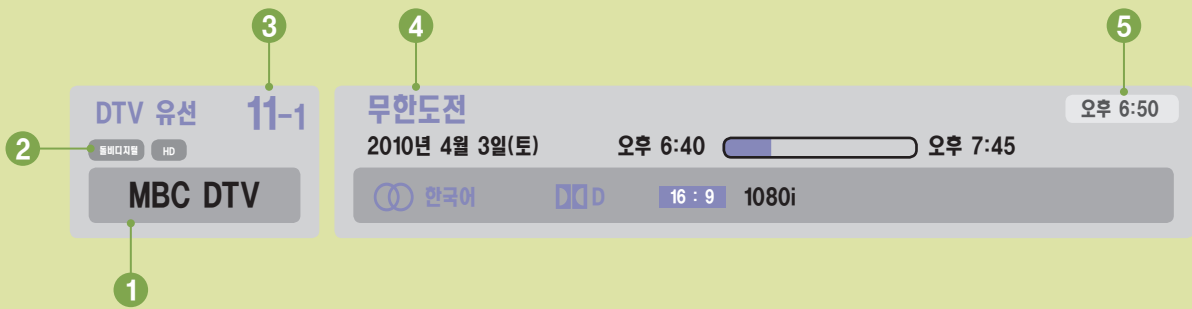 3 4 5
DTV 유선 11-1
무한도전
오후 6:50
2 돌비디지털 HD
2010년 4월 3일(토) 오후 6:40 오후 7:45
MBC DTV
한국어 D 16 : 9 1080i
1